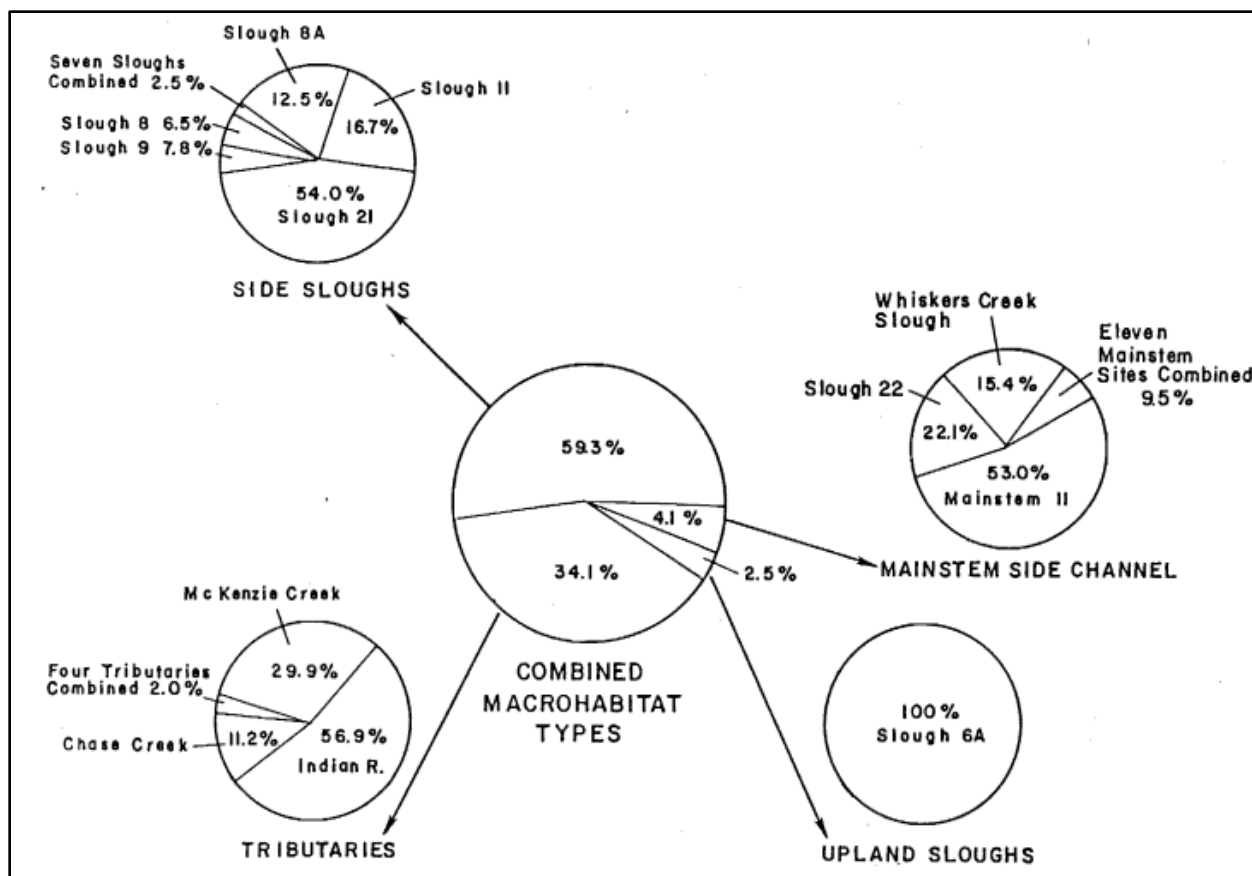 Slough 8A
Seven Sloughs
Combined 2.5%
12.5%
Slough 11
16.7%
Slough 8 6.5%
Slough 9 7.8%
54.0%
Slough 21
SIDE SLOUGHS
Whiskers Creek
Slough
Eleven
Mainstem
Sites Combined
9.5%
15.4%
Slough 22
22.1%
53.0%
Mainstem 11
MAINSTEM SIDE CHANNEL
59.3%
4.1%
2.5%
34.1%
COMBINED
MACROHABITAT
TYPES
McKenzie Creek
29.9%
Four Tributaries
Combined 2.0%
Chase Creek
11.2%
56.9%
Indian R.
TRIBUTARIES
100%
Slough 6A
UPLAND SLOUGHS